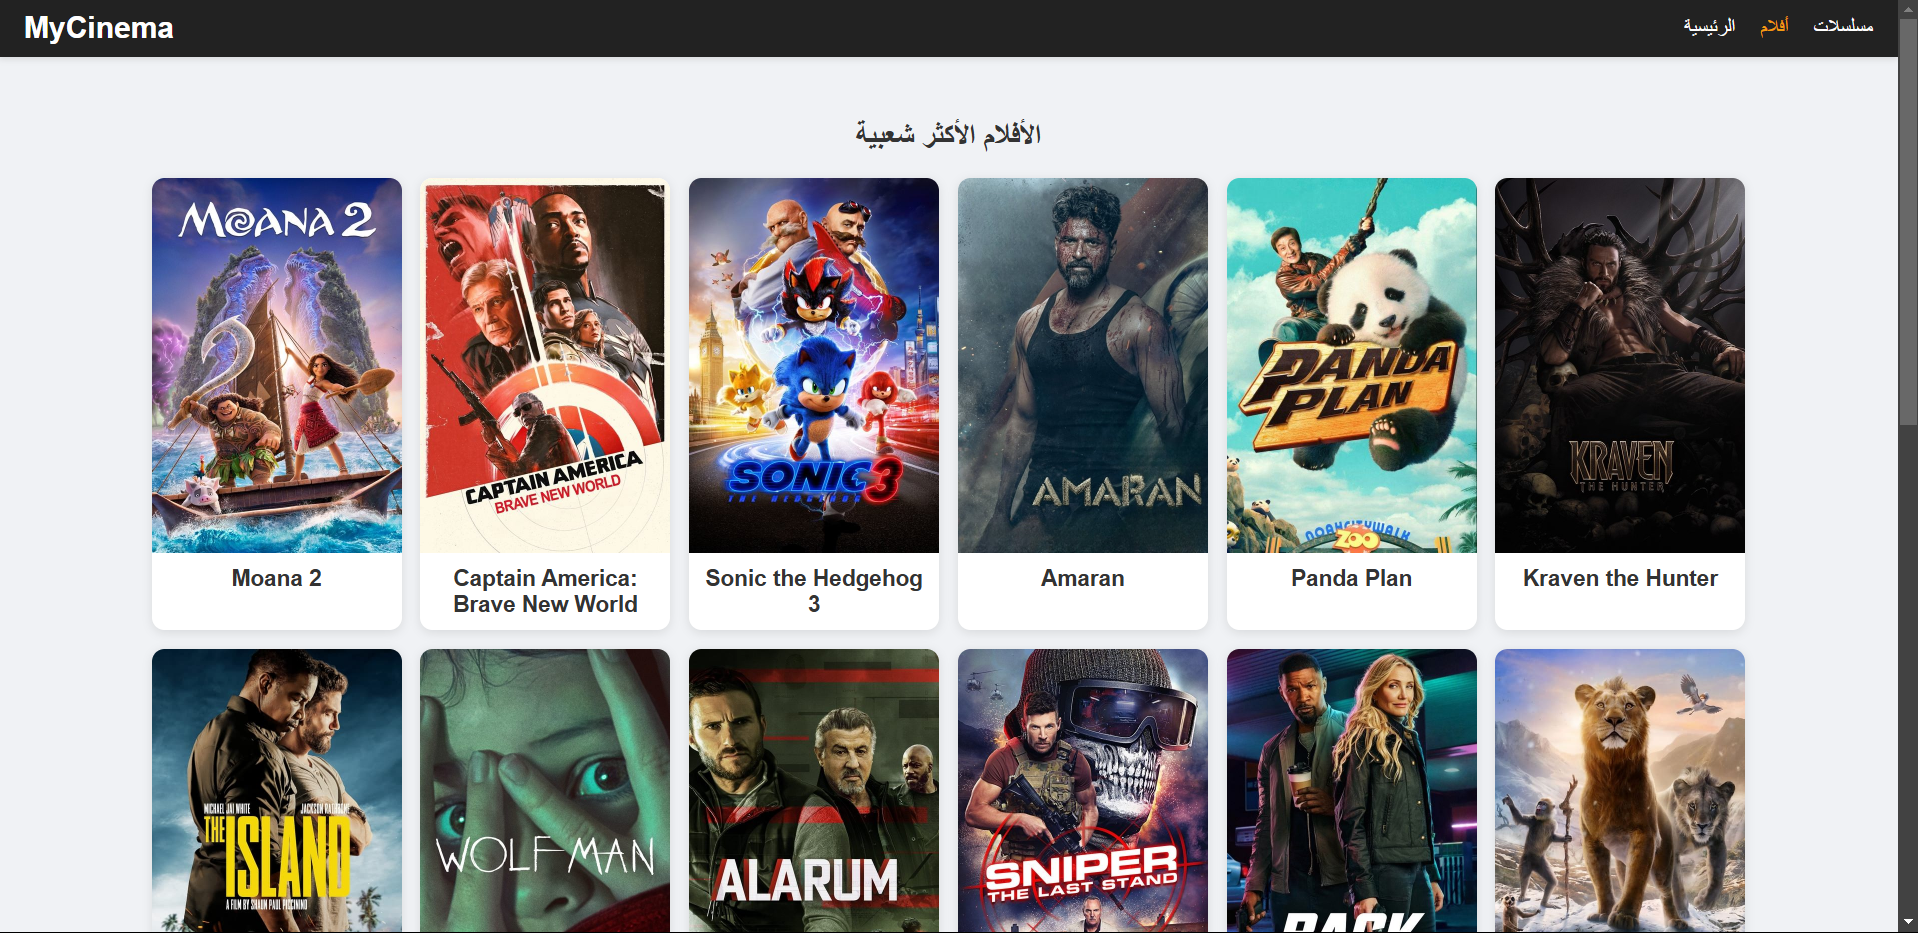 MyCinema
الرئيسية
أفلام
مسلسلات
الأفلام الأكثر شعبية
MOANA 2
CAPTAIN AMERICA
BRAVE NEW WORLD
SONIC 3
THE HEDGEHOG
AMARAN
PANDA
PLAN
NOAHCITYWALK
ZOO
KRAVEN
THE HUNTER
Moana 2
Captain America:
Brave New World
Sonic the Hedgehog
3
Amaran
Panda Plan
Kraven the Hunter
MICHAEL JAI WHITE
JACKSON RATHBONE
THE ISLAND
A FILM BY SHAUN PAUL PICCININO
WOLF MAN
ALARUM
SNIPER
THE LAST STAND
BACK